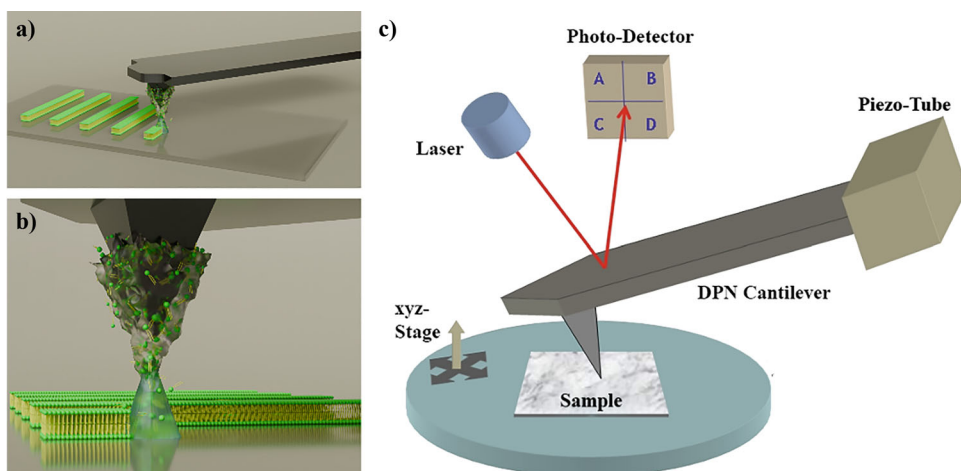 a)
b)
c)
Photo-Detector
A B
C D
Laser
Piezo-Tube
DPN Cantilever
xyz-
Stage
Sample